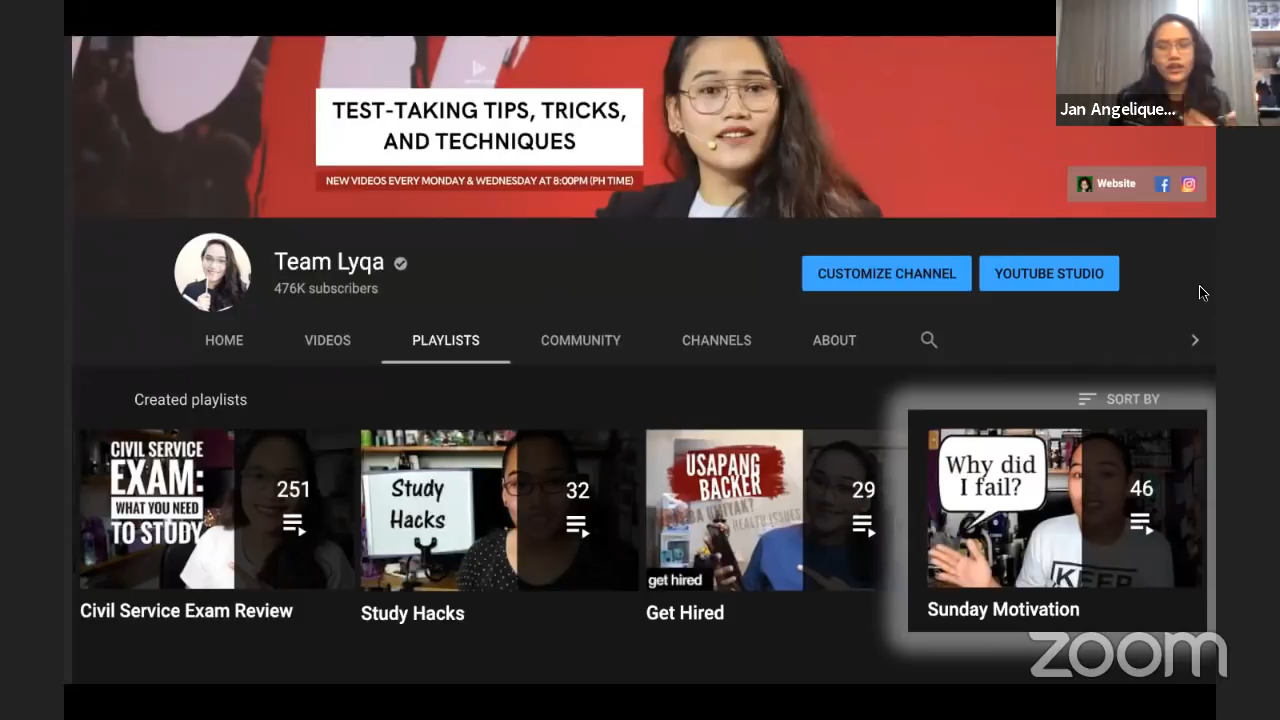 TEST-TAKING TIPS, TRICKS,
AND TECHNIQUES
NEW VIDEOS EVERY MONDAY & WEDNESDAY AT 8:00PM (PH TIME)
Jan Angelique...
Website
Team Lyqa
476K subscribers
CUSTOMIZE CHANNEL
YOUTUBE STUDIO
HOME
VIDEOS
PLAYLISTS
COMMUNITY
CHANNELS
ABOUT
Created playlists
SORT BY
CIVIL SERVICE
EXAM:
WHAT YOU NEED
TO STUDY
251
Civil Service Exam Review
Study
Hacks
32
Study Hacks
USAPANG
BACKER
HEALTH ISSUES
get hired
29
Get Hired
Why did
I fail?
KEEP
46
Sunday Motivation
zoom